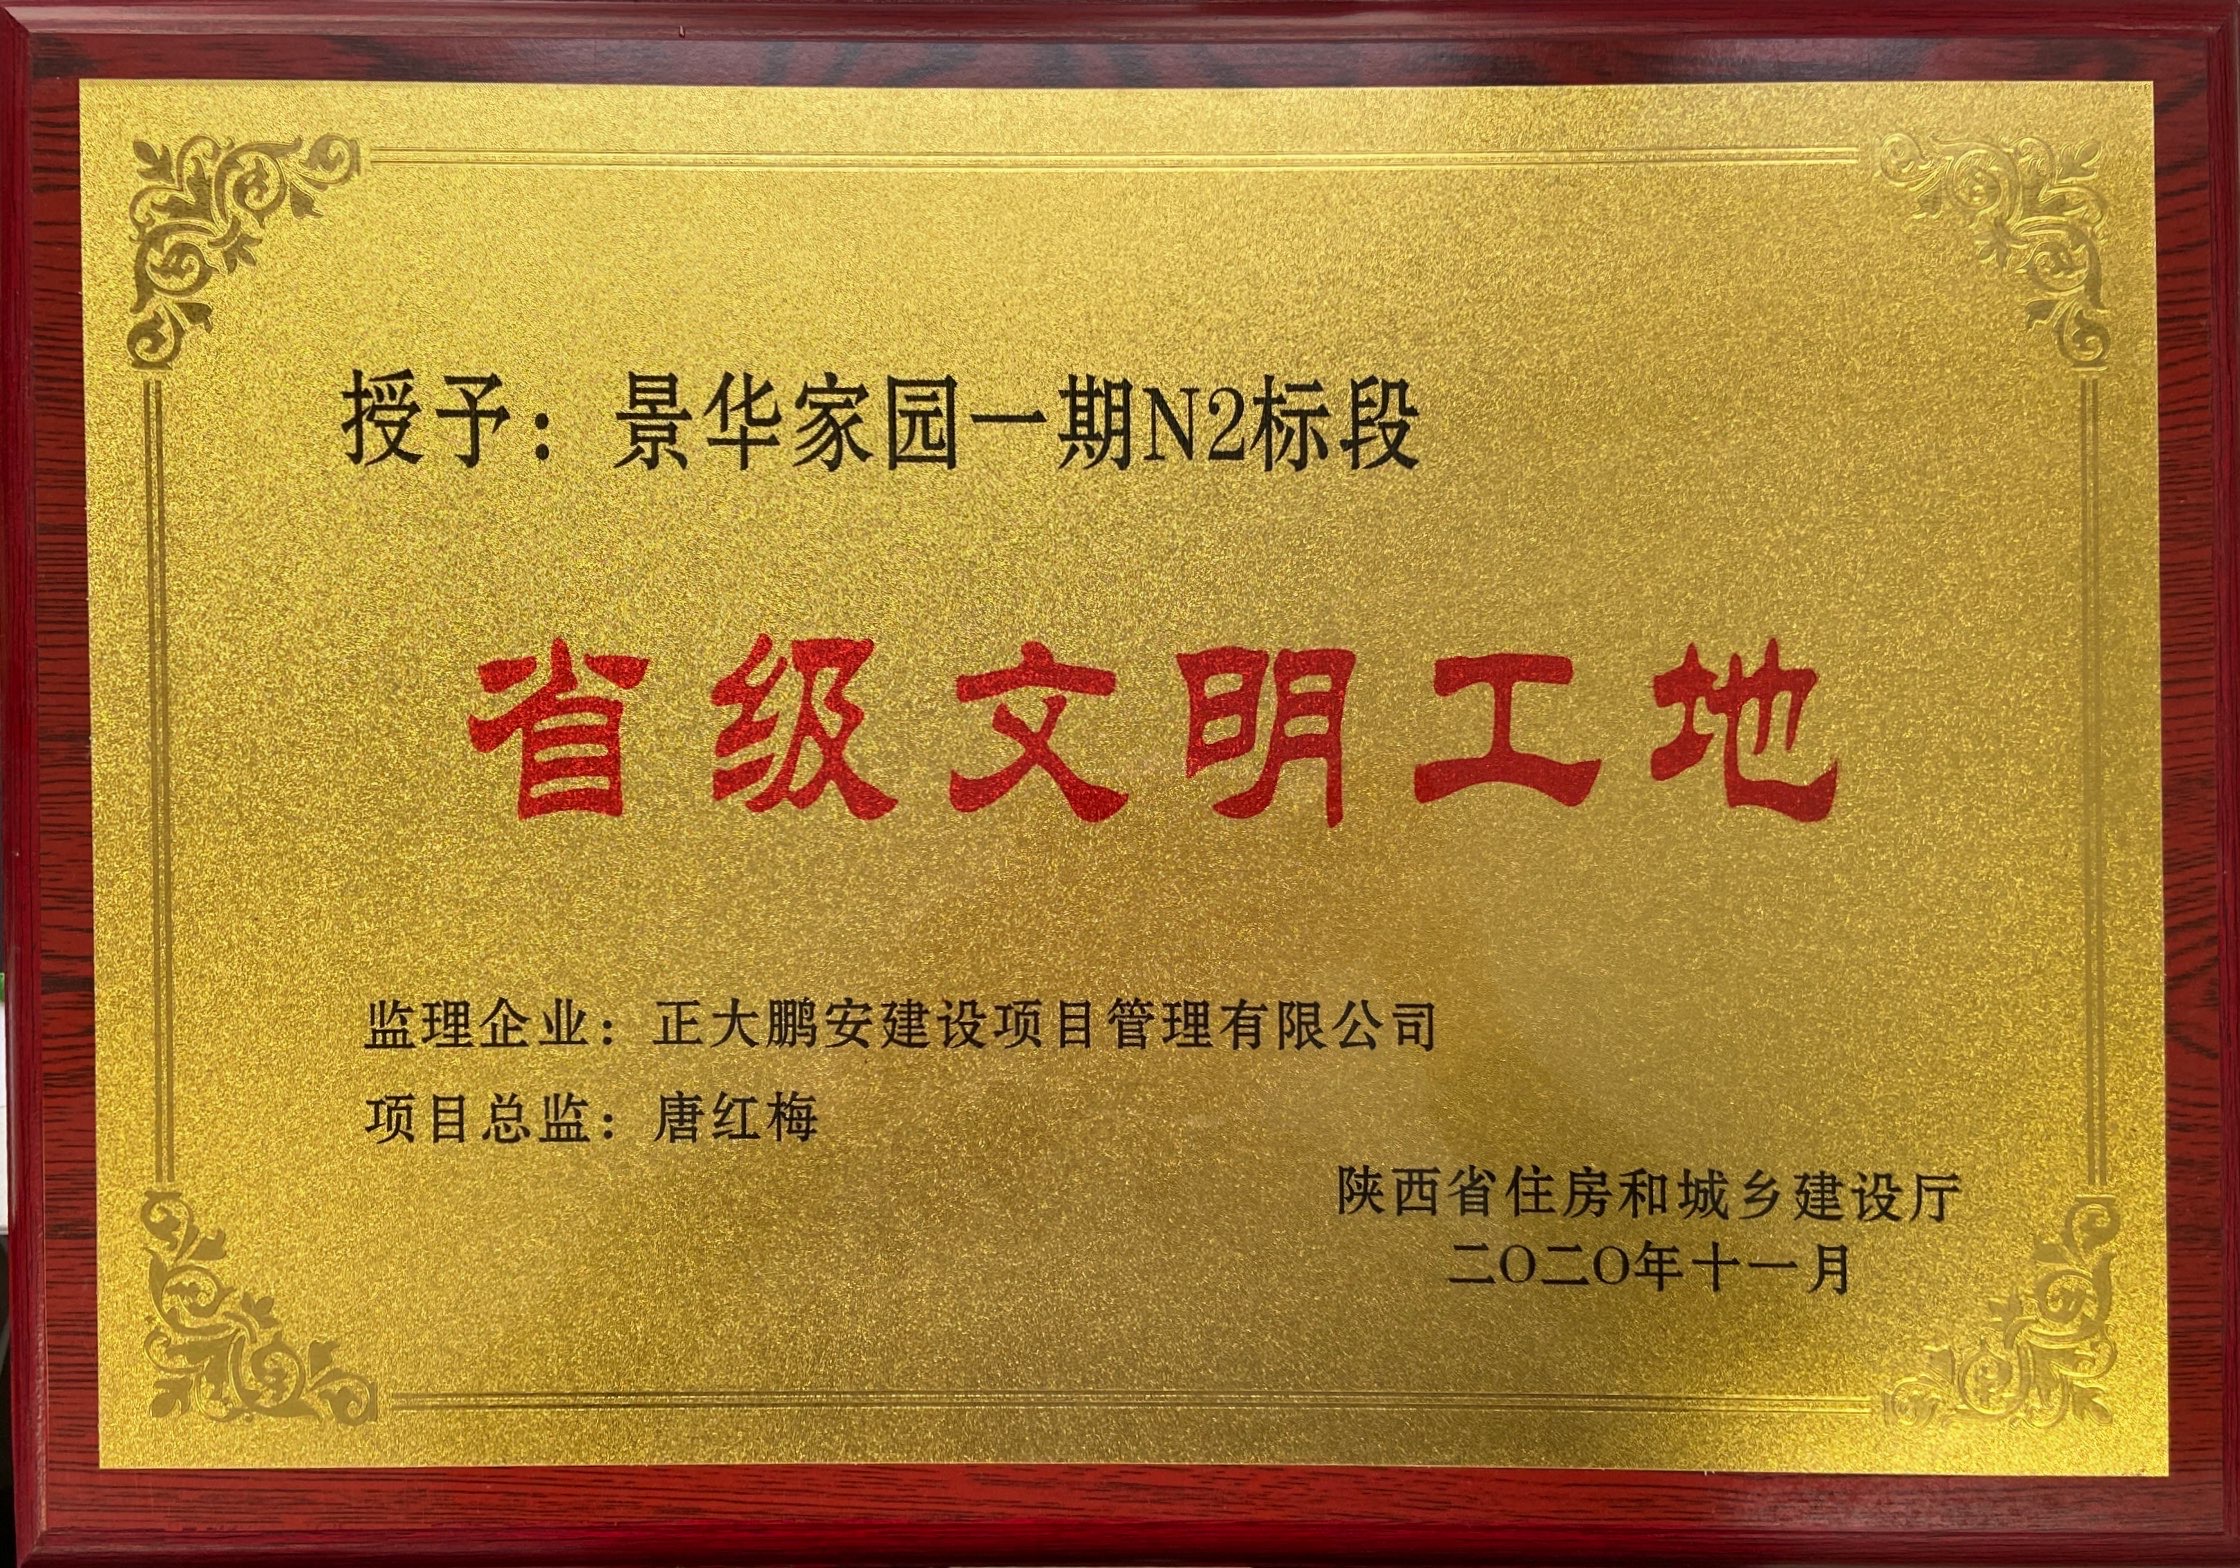 授予：景华家园一期N2标段
省级文明工地
监理企业：正大鹏安建设项目管理有限公司
项目总监：唐红梅
陕西省住房和城乡建设厅
二〇二〇年十一月